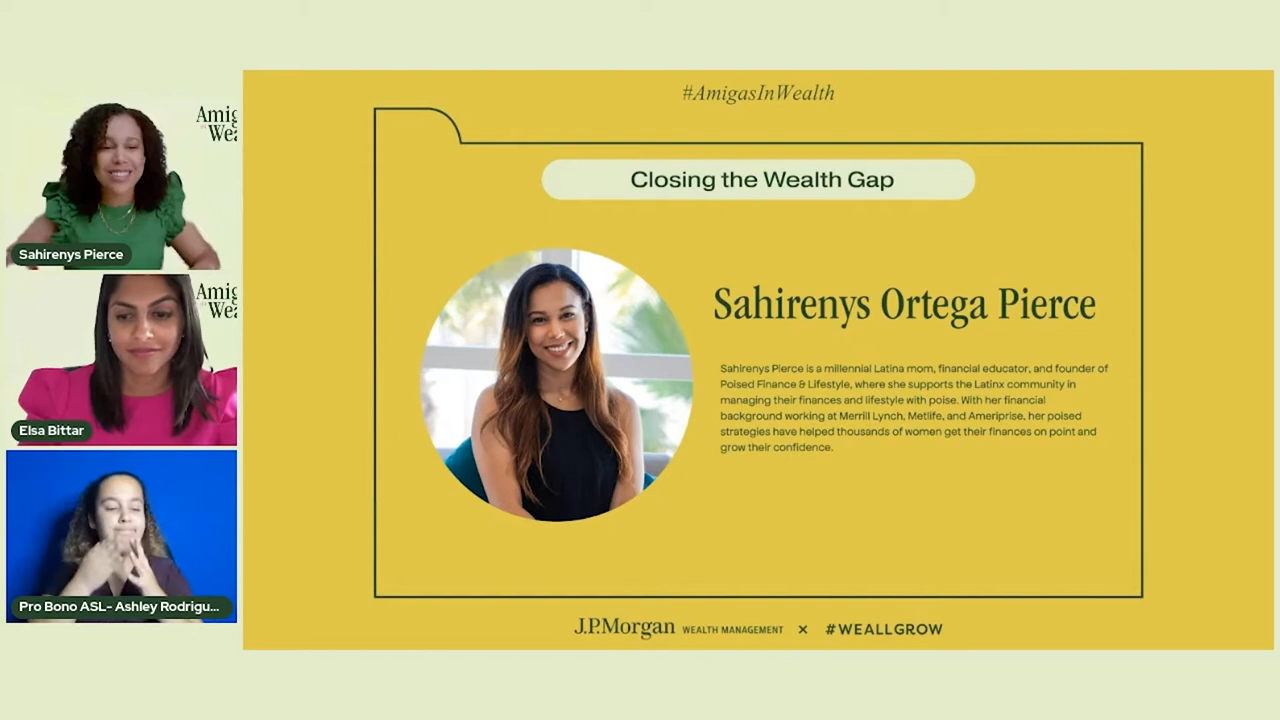 #AmigasInWealth
Closing the Wealth Gap
Sahirenys Ortega Pierce
Sahirenys Pierce is a millennial Latina mom, financial educator, and founder of
Poised Finance & Lifestyle, where she supports the Latinx community in
managing their finances and lifestyle with poise. With her financial
background working at Merrill Lynch, Metlife, and Ameriprise, her poised
strategies have helped thousands of women get their finances on point and
grow their confidence.
J.P.Morgan WEALTH MANAGEMENT × #WEALLGROW
Amig
Wea
Sahirenys Pierce
Amig
Wea
Elsa Bittar
Pro Bono ASL- Ashley Rodrigu...